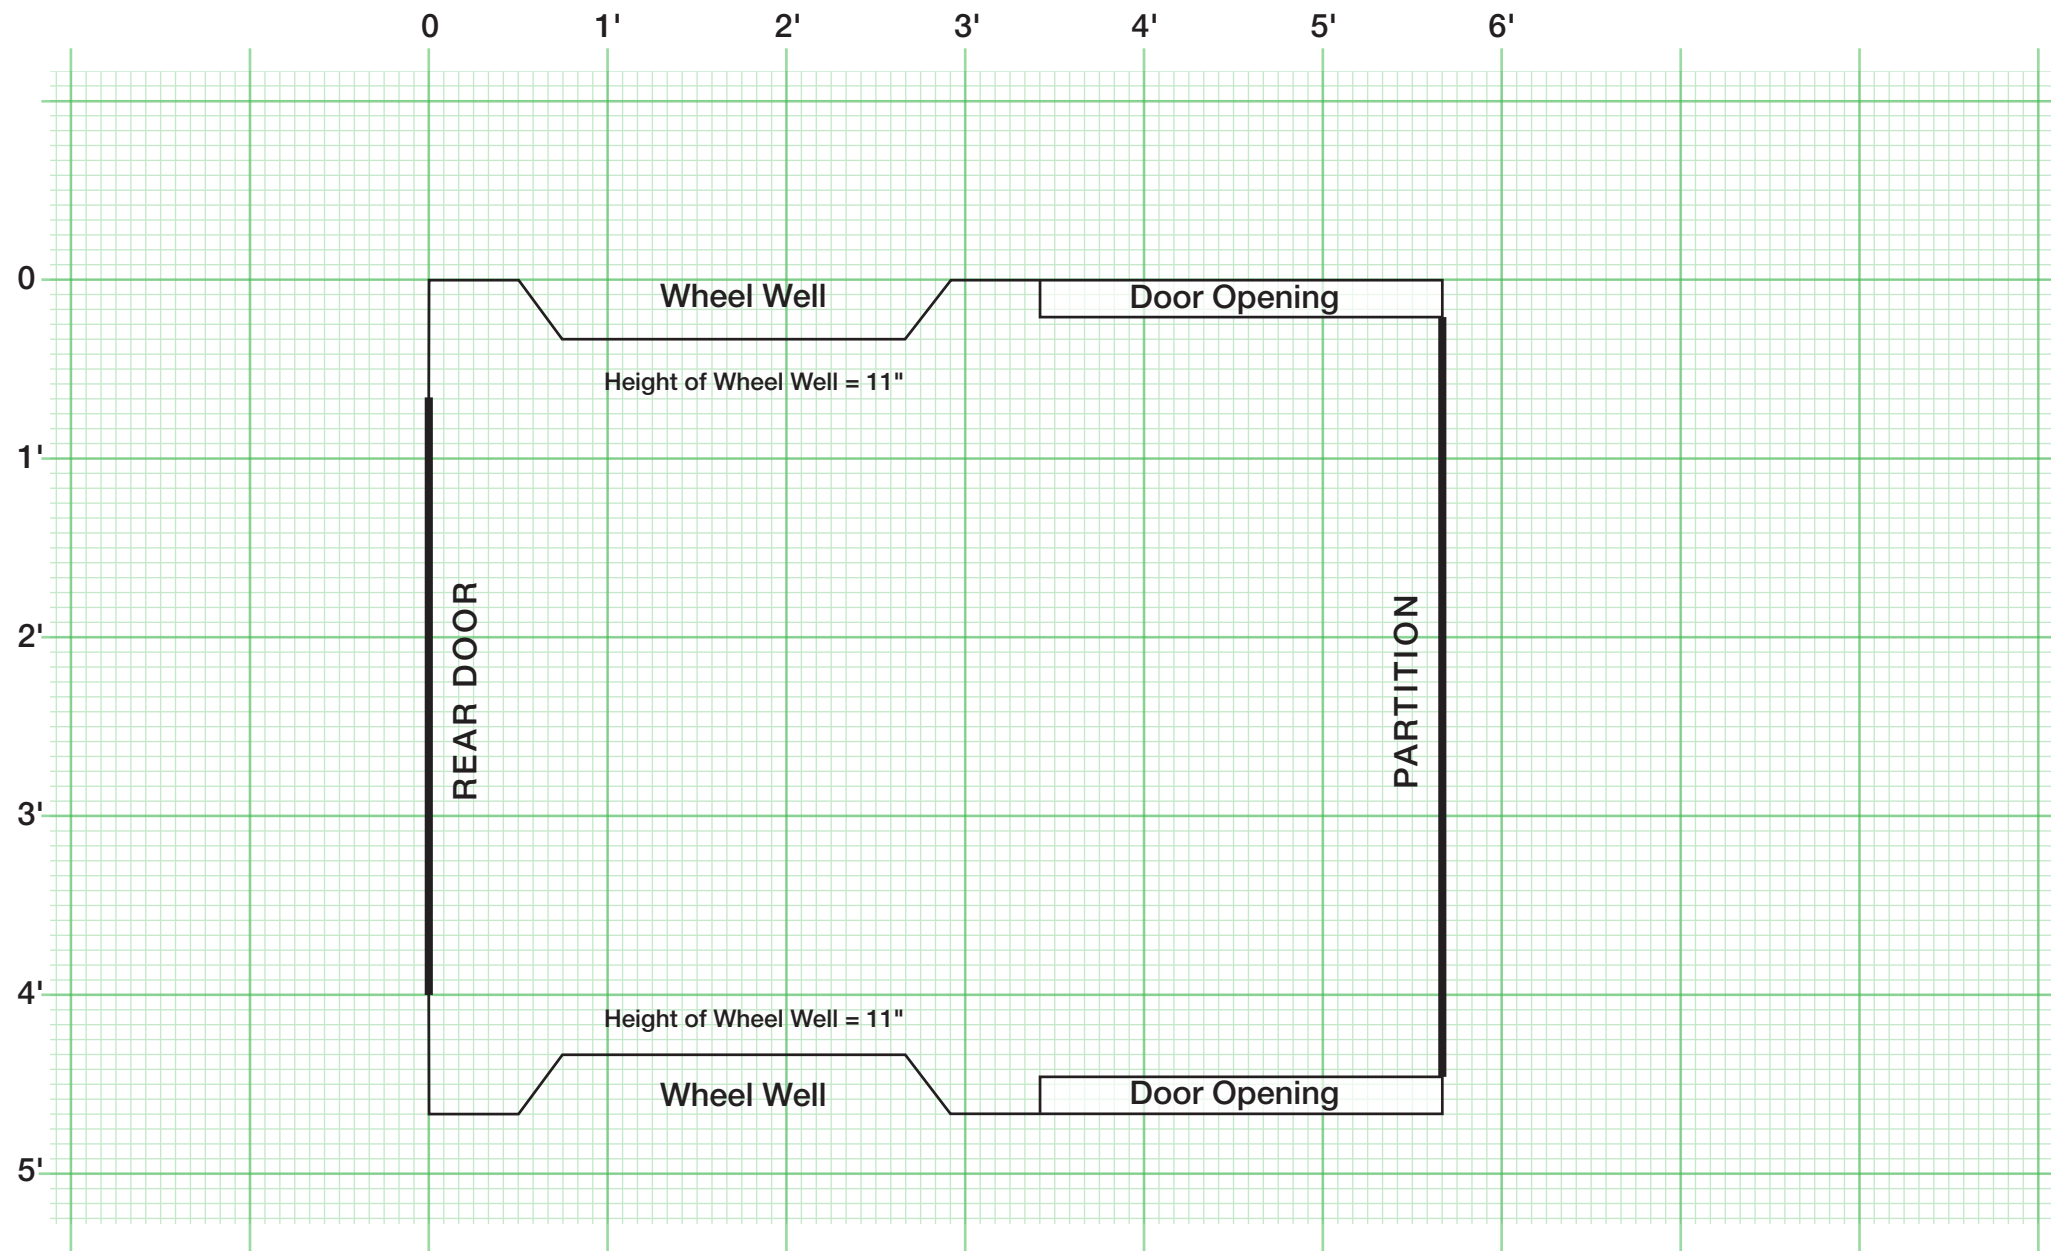 0 1' 2' 3' 4' 5' 6'
0
Wheel Well
Door Opening
Height of Wheel Well = 11"
1'
REAR DOOR
PARTITION
2'
3'
4'
Height of Wheel Well = 11"
Wheel Well
Door Opening
5'